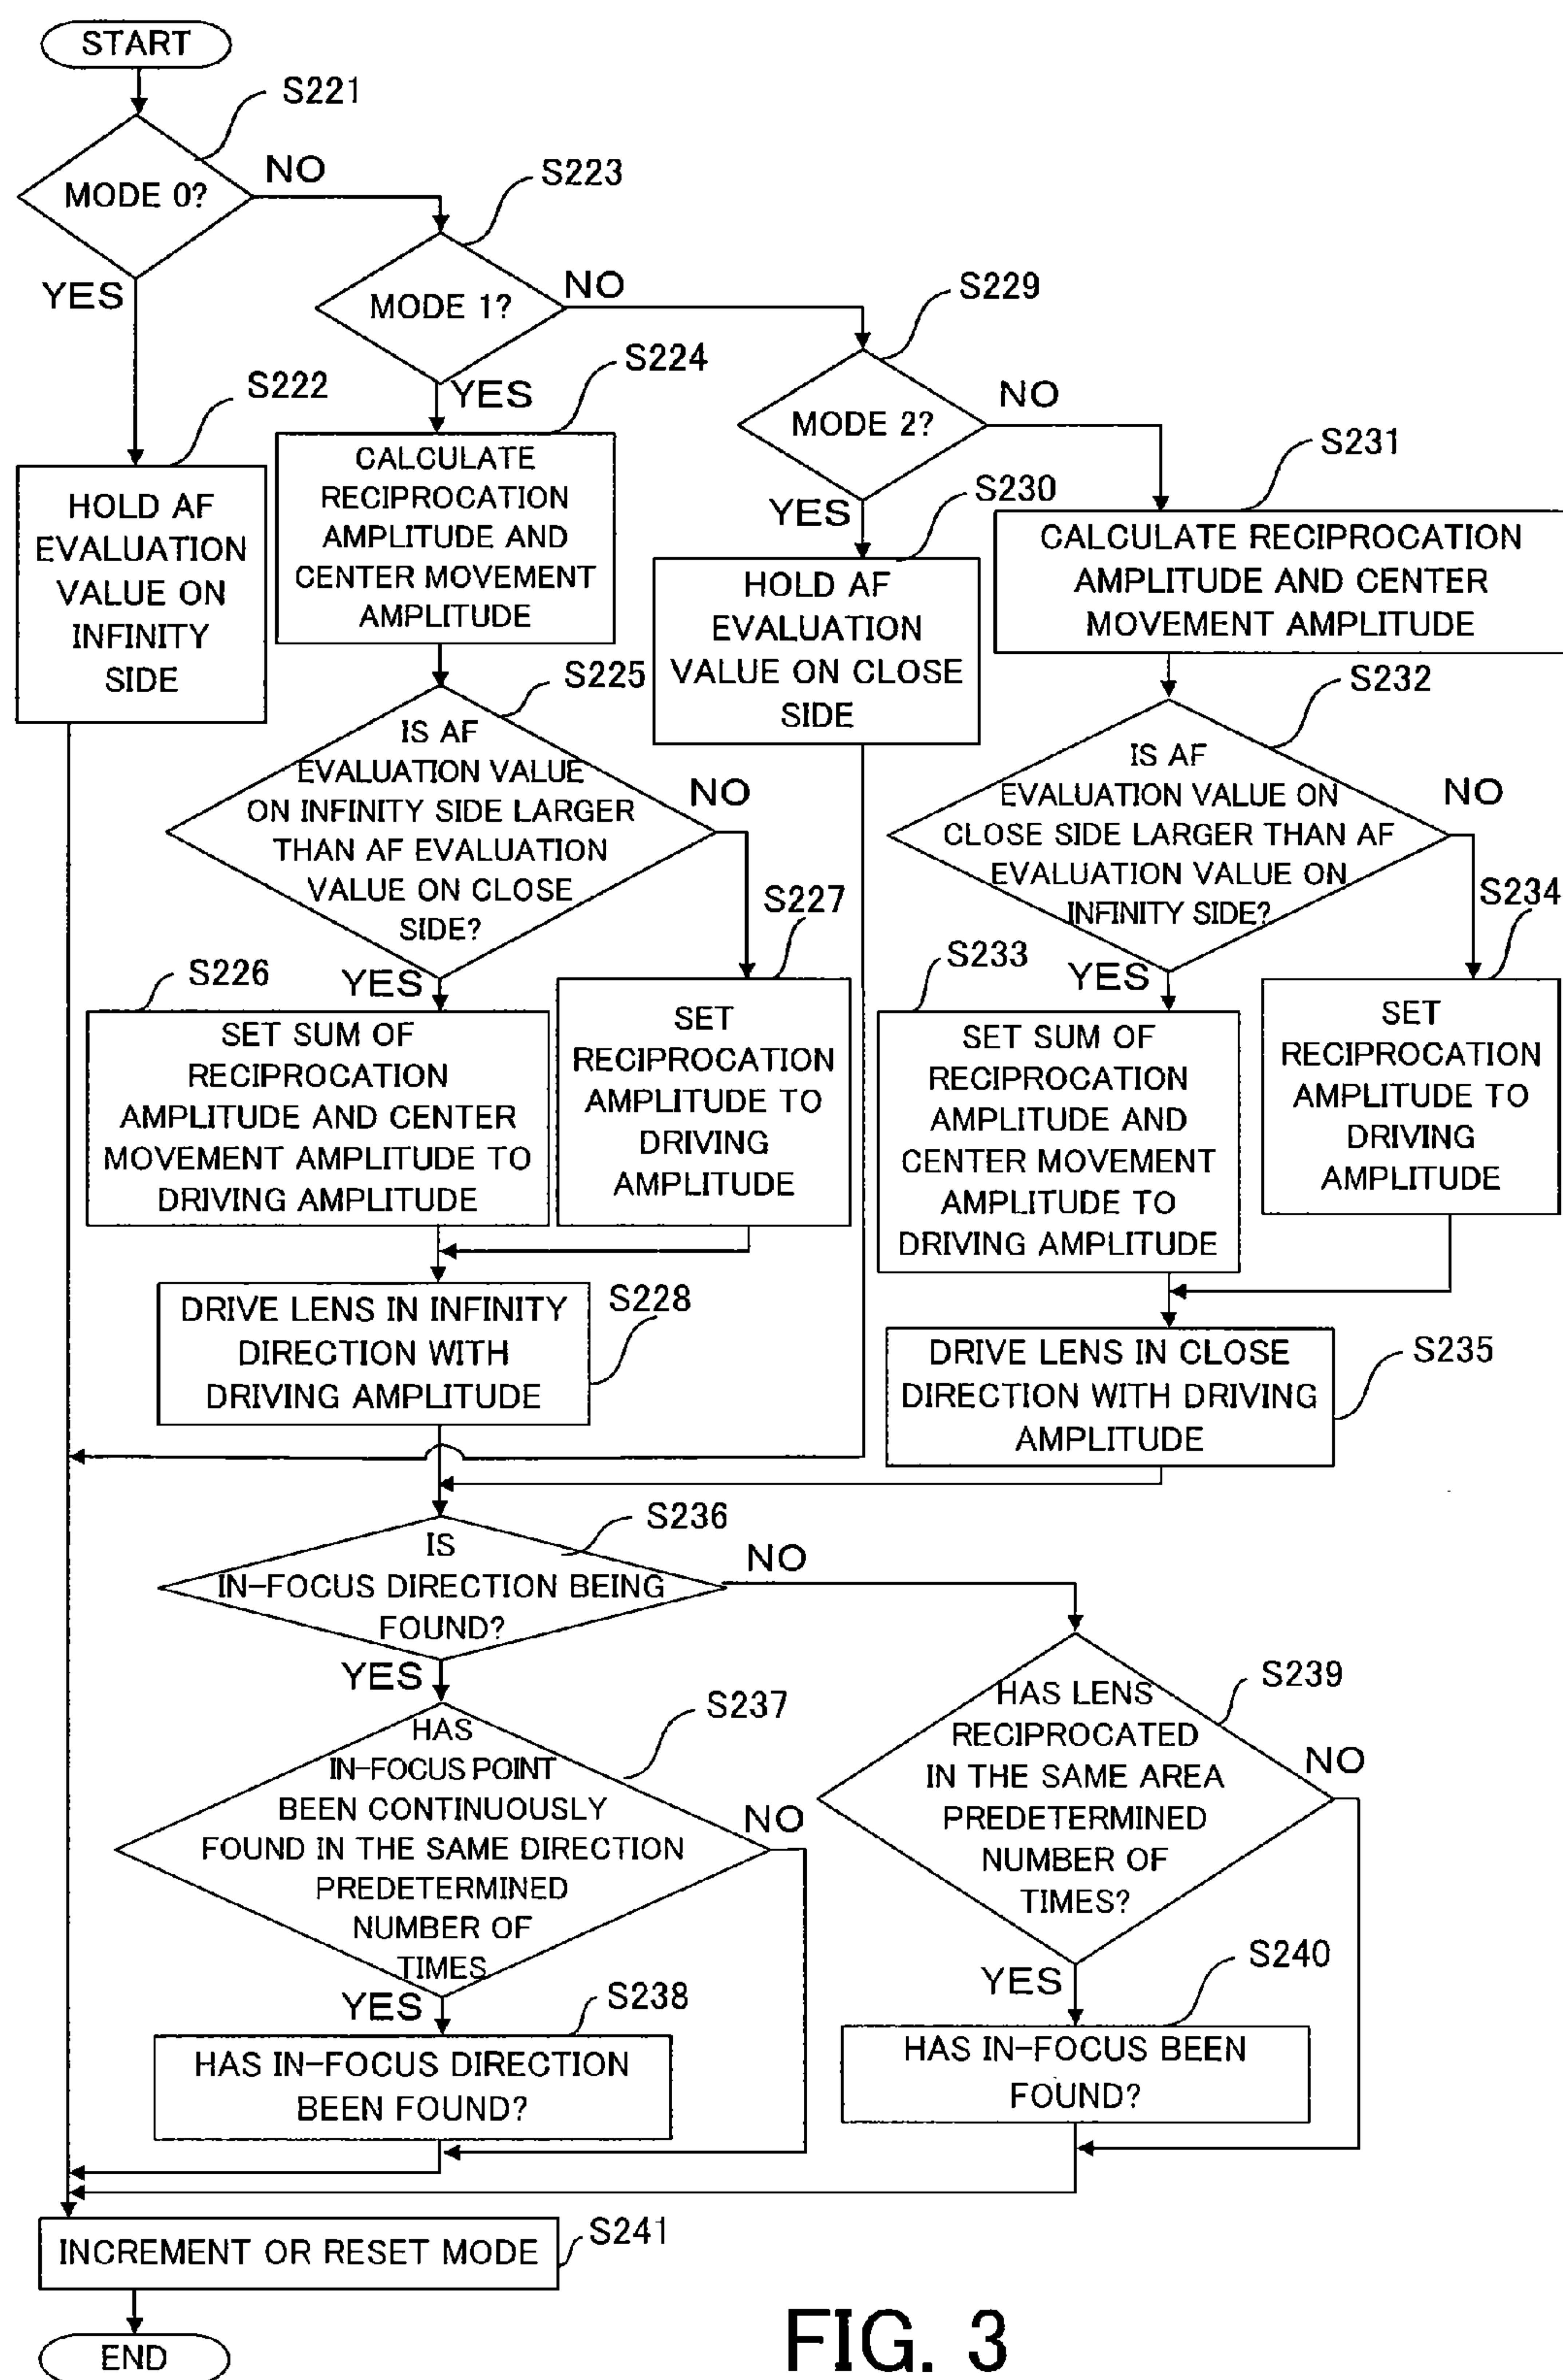 START
S221
MODE 0?
NO
YES
S222
HOLD AF
EVALUATION
VALUE ON
INFINITY
SIDE
S223
MODE 1?
NO
YES
S224
CALCULATE
RECIPROCATION
AMPLITUDE AND
CENTER MOVEMENT
AMPLITUDE
S225
IS AF
EVALUATION VALUE
ON INFINITY SIDE LARGER
THAN AF EVALUATION
VALUE ON CLOSE
SIDE?
NO
YES
S226
SET SUM OF
RECIPROCATION
AMPLITUDE AND CENTER
MOVEMENT AMPLITUDE TO
DRIVING AMPLITUDE
S227
SET
RECIPROCATION
AMPLITUDE TO
DRIVING
AMPLITUDE
S228
DRIVE LENS IN INFINITY
DIRECTION WITH
DRIVING AMPLITUDE
S229
MODE 2?
NO
YES
S230
HOLD AF
EVALUATION
VALUE ON CLOSE
SIDE
S231
CALCULATE RECIPROCATION
AMPLITUDE AND CENTER
MOVEMENT AMPLITUDE
S232
IS AF
EVALUATION VALUE ON
CLOSE SIDE LARGER THAN AF
EVALUATION VALUE ON
INFINITY SIDE?
NO
YES
S233
SET SUM OF
RECIPROCATION
AMPLITUDE AND
CENTER MOVEMENT
AMPLITUDE TO
DRIVING AMPLITUDE
S234
SET
RECIPROCATION
AMPLITUDE TO
DRIVING
AMPLITUDE
S235
DRIVE LENS IN CLOSE
DIRECTION WITH DRIVING
AMPLITUDE
S236
IS
IN-FOCUS DIRECTION BEING
FOUND?
NO
YES
S237
HAS
IN-FOCUS POINT
BEEN CONTINUOUSLY
FOUND IN THE SAME DIRECTION
PREDETERMINED
NUMBER OF
TIMES
NO
YES
S238
HAS IN-FOCUS DIRECTION
BEEN FOUND?
S239
HAS LENS
RECIPROCATED
IN THE SAME AREA
PREDETERMINED
NUMBER OF
TIMES?
NO
YES
S240
HAS IN-FOCUS BEEN
FOUND?
S241
INCREMENT OR RESET MODE
END
FIG. 3